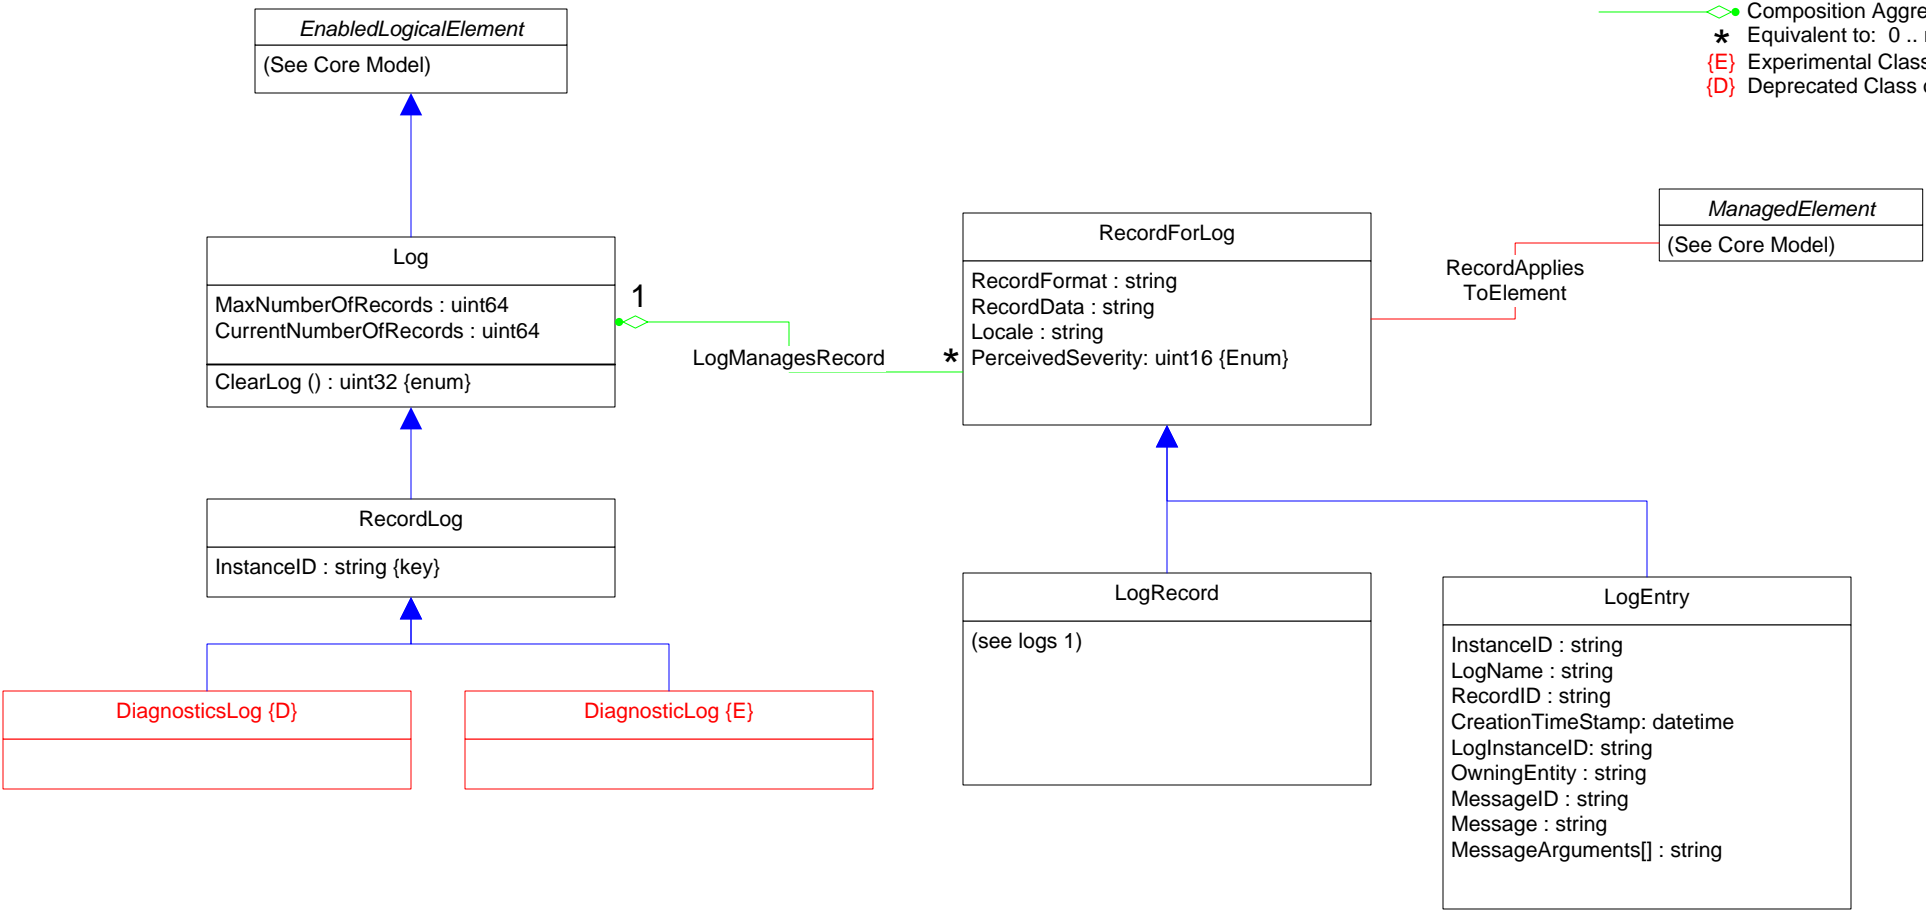 EnabledLogicalElement
(See Core Model)
Composition Aggre
* Equivalent to: 0 ..
{E} Experimental Clas
{D} Deprecated Class
ManagedElement
(See Core Model)
Log
MaxNumberOfRecords : uint64
CurrentNumberOfRecords : uint64
ClearLog () : uint32 {enum}
1
LogManagesRecord
*
RecordForLog
RecordFormat : string
RecordData : string
Locale : string
PerceivedSeverity: uint16 {Enum}
RecordApplies
ToElement
RecordLog
InstanceID : string {key}
DiagnosticsLog {D}
DiagnosticLog {E}
LogRecord
(see logs 1)
LogEntry
InstanceID : string
LogName : string
RecordID : string
CreationTimeStamp: datetime
LogInstanceID: string
OwningEntity : string
MessageID : string
Message : string
MessageArguments[] : string